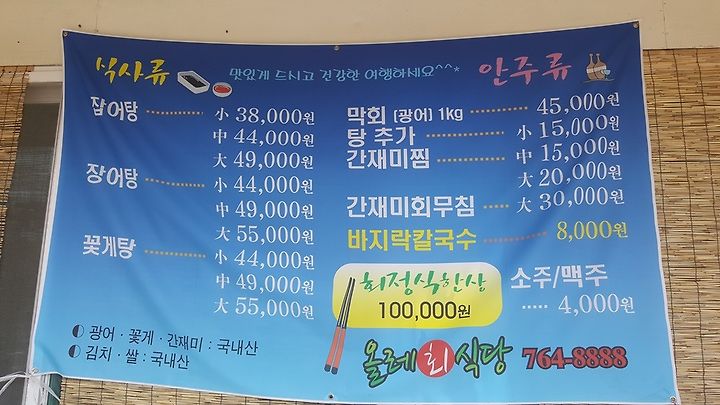 식사류
맛있게 드시고 건강한 여행하세요^^*
안주류
잡어탕 小 38,000원
中 44,000원
大 49,000원
장어탕 小 44,000원
中 49,000원
大 55,000원
꽃게탕 小 44,000원
中 49,000원
大 55,000원
막회 (광어) 1kg 45,000원
탕 추가 小 15,000원
간재미찜 中 15,000원
大 20,000원
간재미회무침 大 30,000원
바지락칼국수 8,000원
회정식한상
100,000원
소주/맥주
4,000원
광어 · 꽃게 · 간재미 : 국내산
김치 · 쌀 : 국내산
올레 회 식당 764-8888